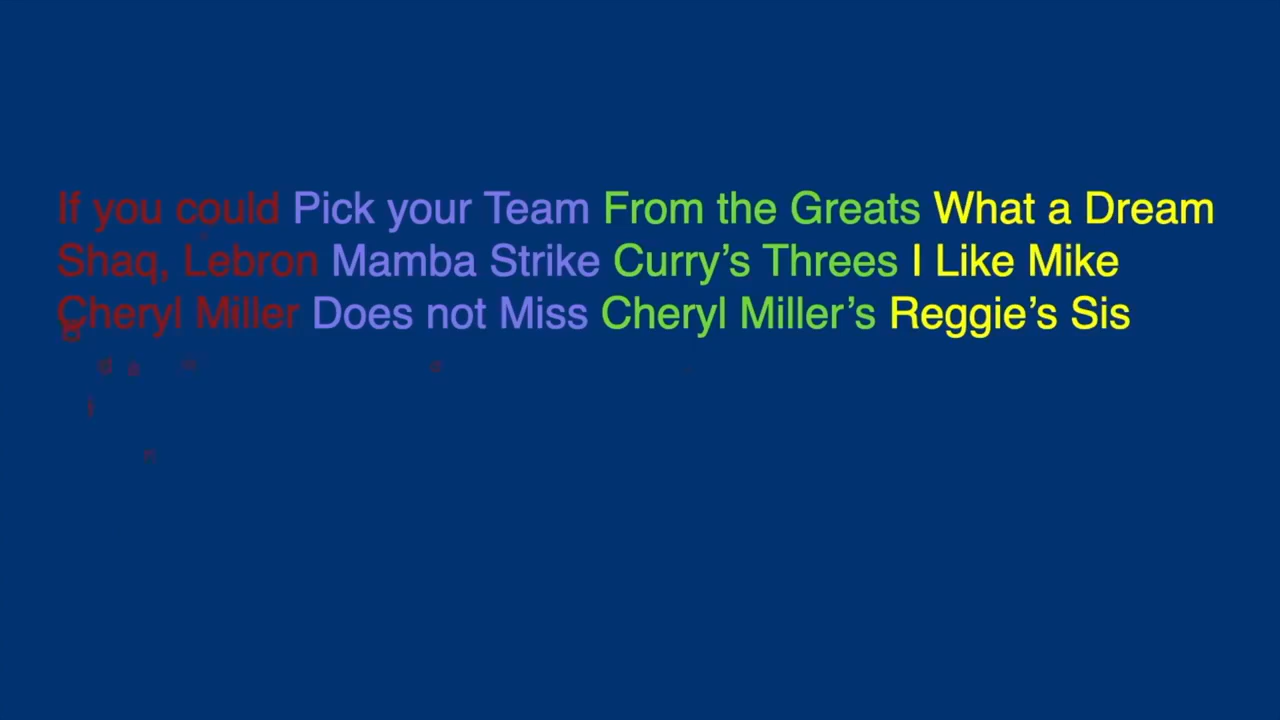 If you could Pick your Team From the Greats What a Dream
Shaq, Lebron Mamba Strike Curry’s Threes I Like Mike
Cheryl Miller Does not Miss Cheryl Miller’s Reggie’s Sis